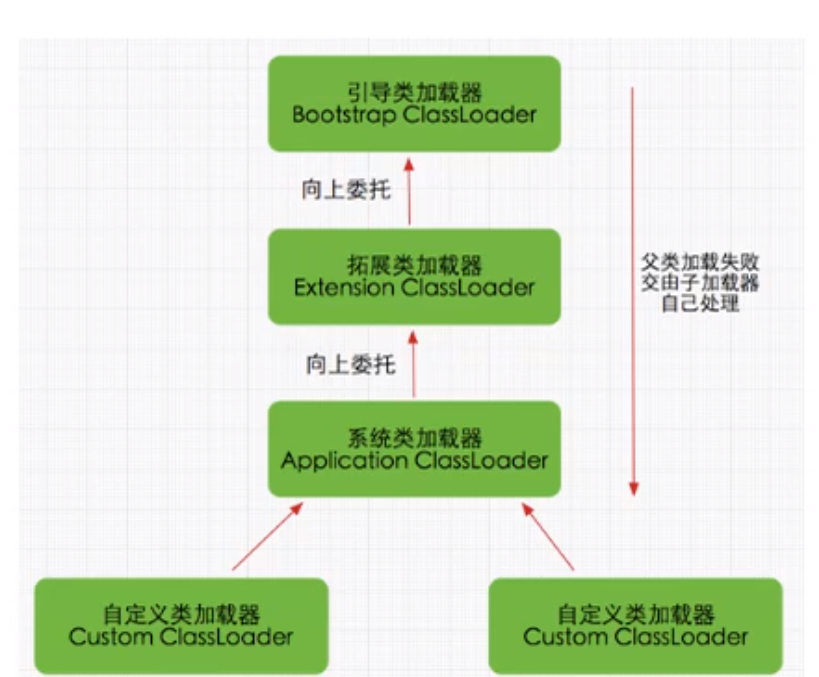 引导类加载器
Bootstrap ClassLoader
向上委托
拓展类加载器
Extension ClassLoader
父类加载失败
交由子加载器
自己处理
向上委托
系统类加载器
Application ClassLoader
自定义类加载器
Custom ClassLoader
自定义类加载器
Custom ClassLoader